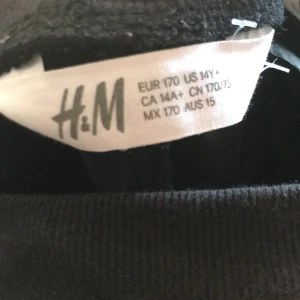 H&M
EUR 170 US 14Y+
CA 14A+ CN 170/75
MX 170 AUS 15